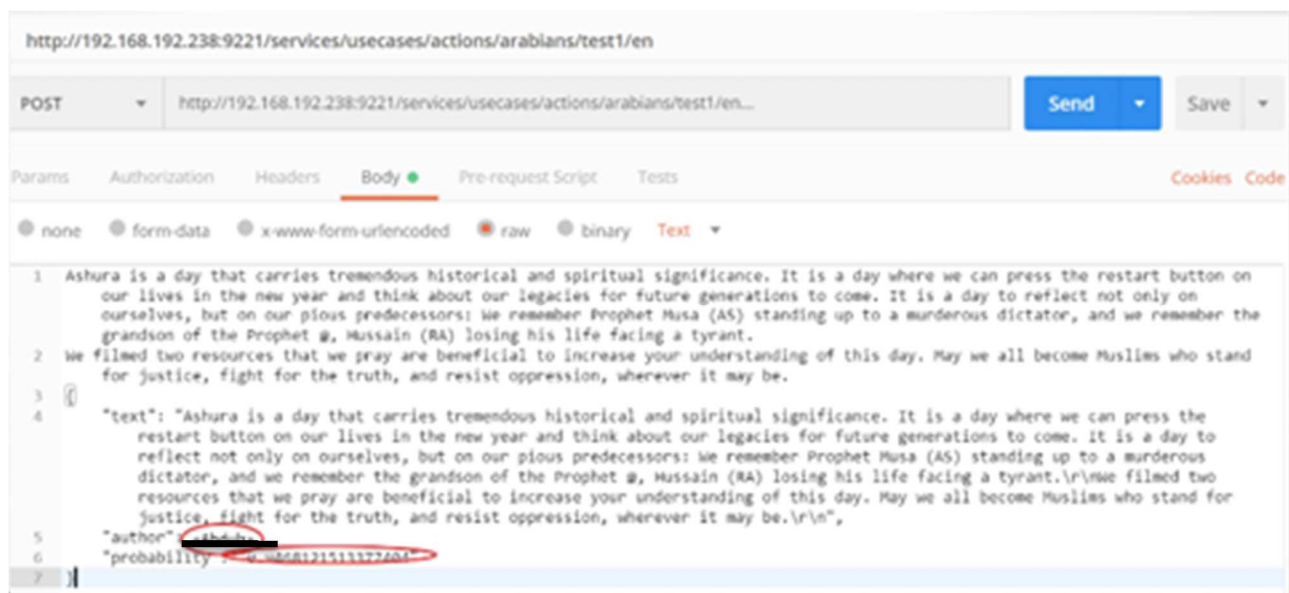 http://192.168.192.238:9221/services/usecases/actions/arabians/test1/en
POST http://192.168.192.238:9221/services/usecases/actions/arabians/test1/en... Send Save
Params Authorization Headers Body Pre-request Script Tests Cookies Code
none form-data x-www-form-urlencoded raw binary Text
1 Ashura is a day that carries tremendous historical and spiritual significance. It is a day where we can press the restart button on
our lives in the new year and think about our legacies for future generations to come. It is a day to reflect not only on
ourselves, but on our pious predecessors: We remember Prophet Musa (AS) standing up to a murderous dictator, and we remember the
grandson of the Prophet ﷺ, Hussain (RA) losing his life facing a tyrant.
2 We filmed two resources that we pray are beneficial to increase your understanding of this day. May we all become Muslims who stand
for justice, fight for the truth, and resist oppression, wherever it may be.
3 {
4 "text": "Ashura is a day that carries tremendous historical and spiritual significance. It is a day where we can press the
restart button on our lives in the new year and think about our legacies for future generations to come. It is a day to
reflect not only on ourselves, but on our pious predecessors: We remember Prophet Musa (AS) standing up to a murderous
dictator, and we remember the grandson of the Prophet ﷺ, Hussain (RA) losing his life facing a tyrant.\r\nWe filmed two
resources that we pray are beneficial to increase your understanding of this day. May we all become Muslims who stand for
justice, fight for the truth, and resist oppression, wherever it may be.\r\n",
5 "author":
6 "probability":
7 }